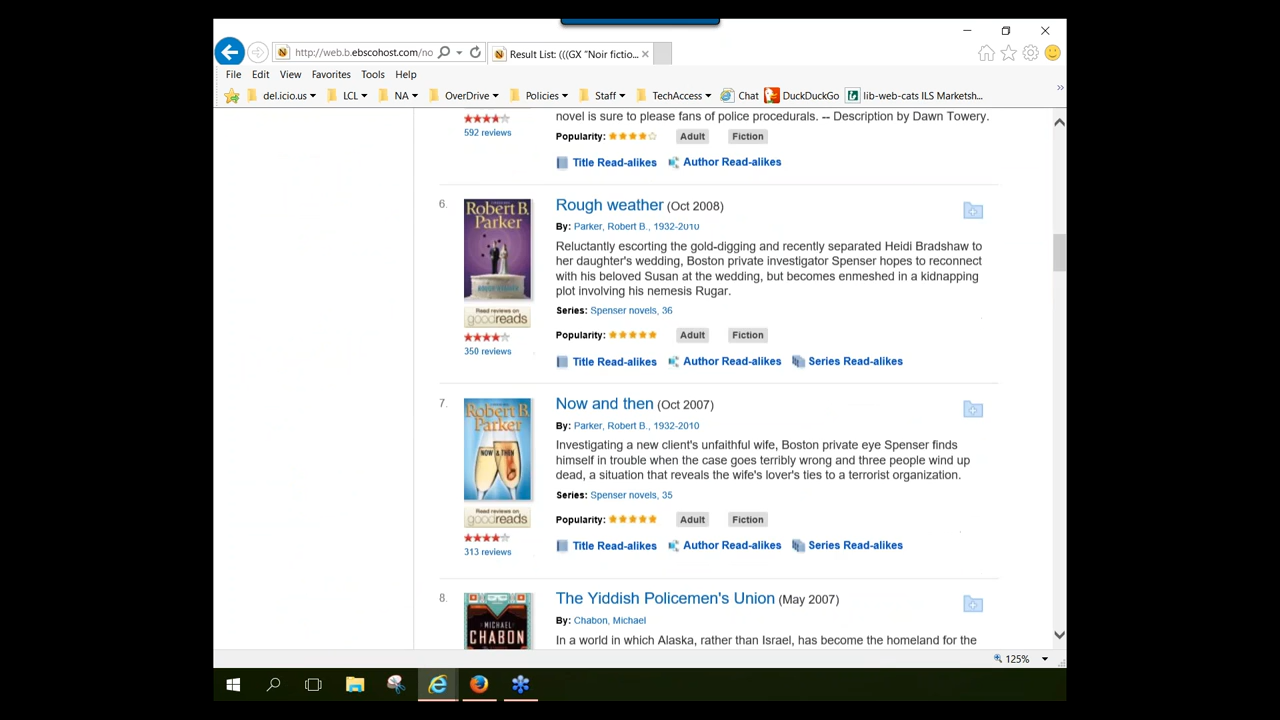 http://web.b.ebscohost.com/no
Result List: (((GX "Noir fictio...
File Edit View Favorites Tools Help
del.icio.us LCL NA OverDrive Policies Staff TechAccess Chat DuckDuckGo lib-web-cats ILS Marketsh...
novel is sure to please fans of police procedurals. -- Description by Dawn Towery.
592 reviews
Popularity: Adult Fiction
Title Read-alikes Author Read-alikes
6.
Robert B. Parker
Rough weather (Oct 2008)
By: Parker, Robert B., 1932-2010
Reluctantly escorting the gold-digging and recently separated Heidi Bradshaw to
her daughter's wedding, Boston private investigator Spenser hopes to reconnect
with his beloved Susan at the wedding, but becomes enmeshed in a kidnapping
plot involving his nemesis Rugar.
Series: Spenser novels, 36
Read reviews on
goodreads
350 reviews
Popularity: Adult Fiction
Title Read-alikes Author Read-alikes Series Read-alikes
7.
Robert B. Parker
NOW & THEN
Now and then (Oct 2007)
By: Parker, Robert B., 1932-2010
Investigating a new client's unfaithful wife, Boston private eye Spenser finds
himself in trouble when the case goes terribly wrong and three people wind up
dead, a situation that reveals the wife's lover's ties to a terrorist organization.
Series: Spenser novels, 35
Read reviews on
goodreads
313 reviews
Popularity: Adult Fiction
Title Read-alikes Author Read-alikes Series Read-alikes
8.
MICHAEL
CHABON
The Yiddish Policemen's Union (May 2007)
By: Chabon, Michael
In a world in which Alaska, rather than Israel, has become the homeland for the
125%